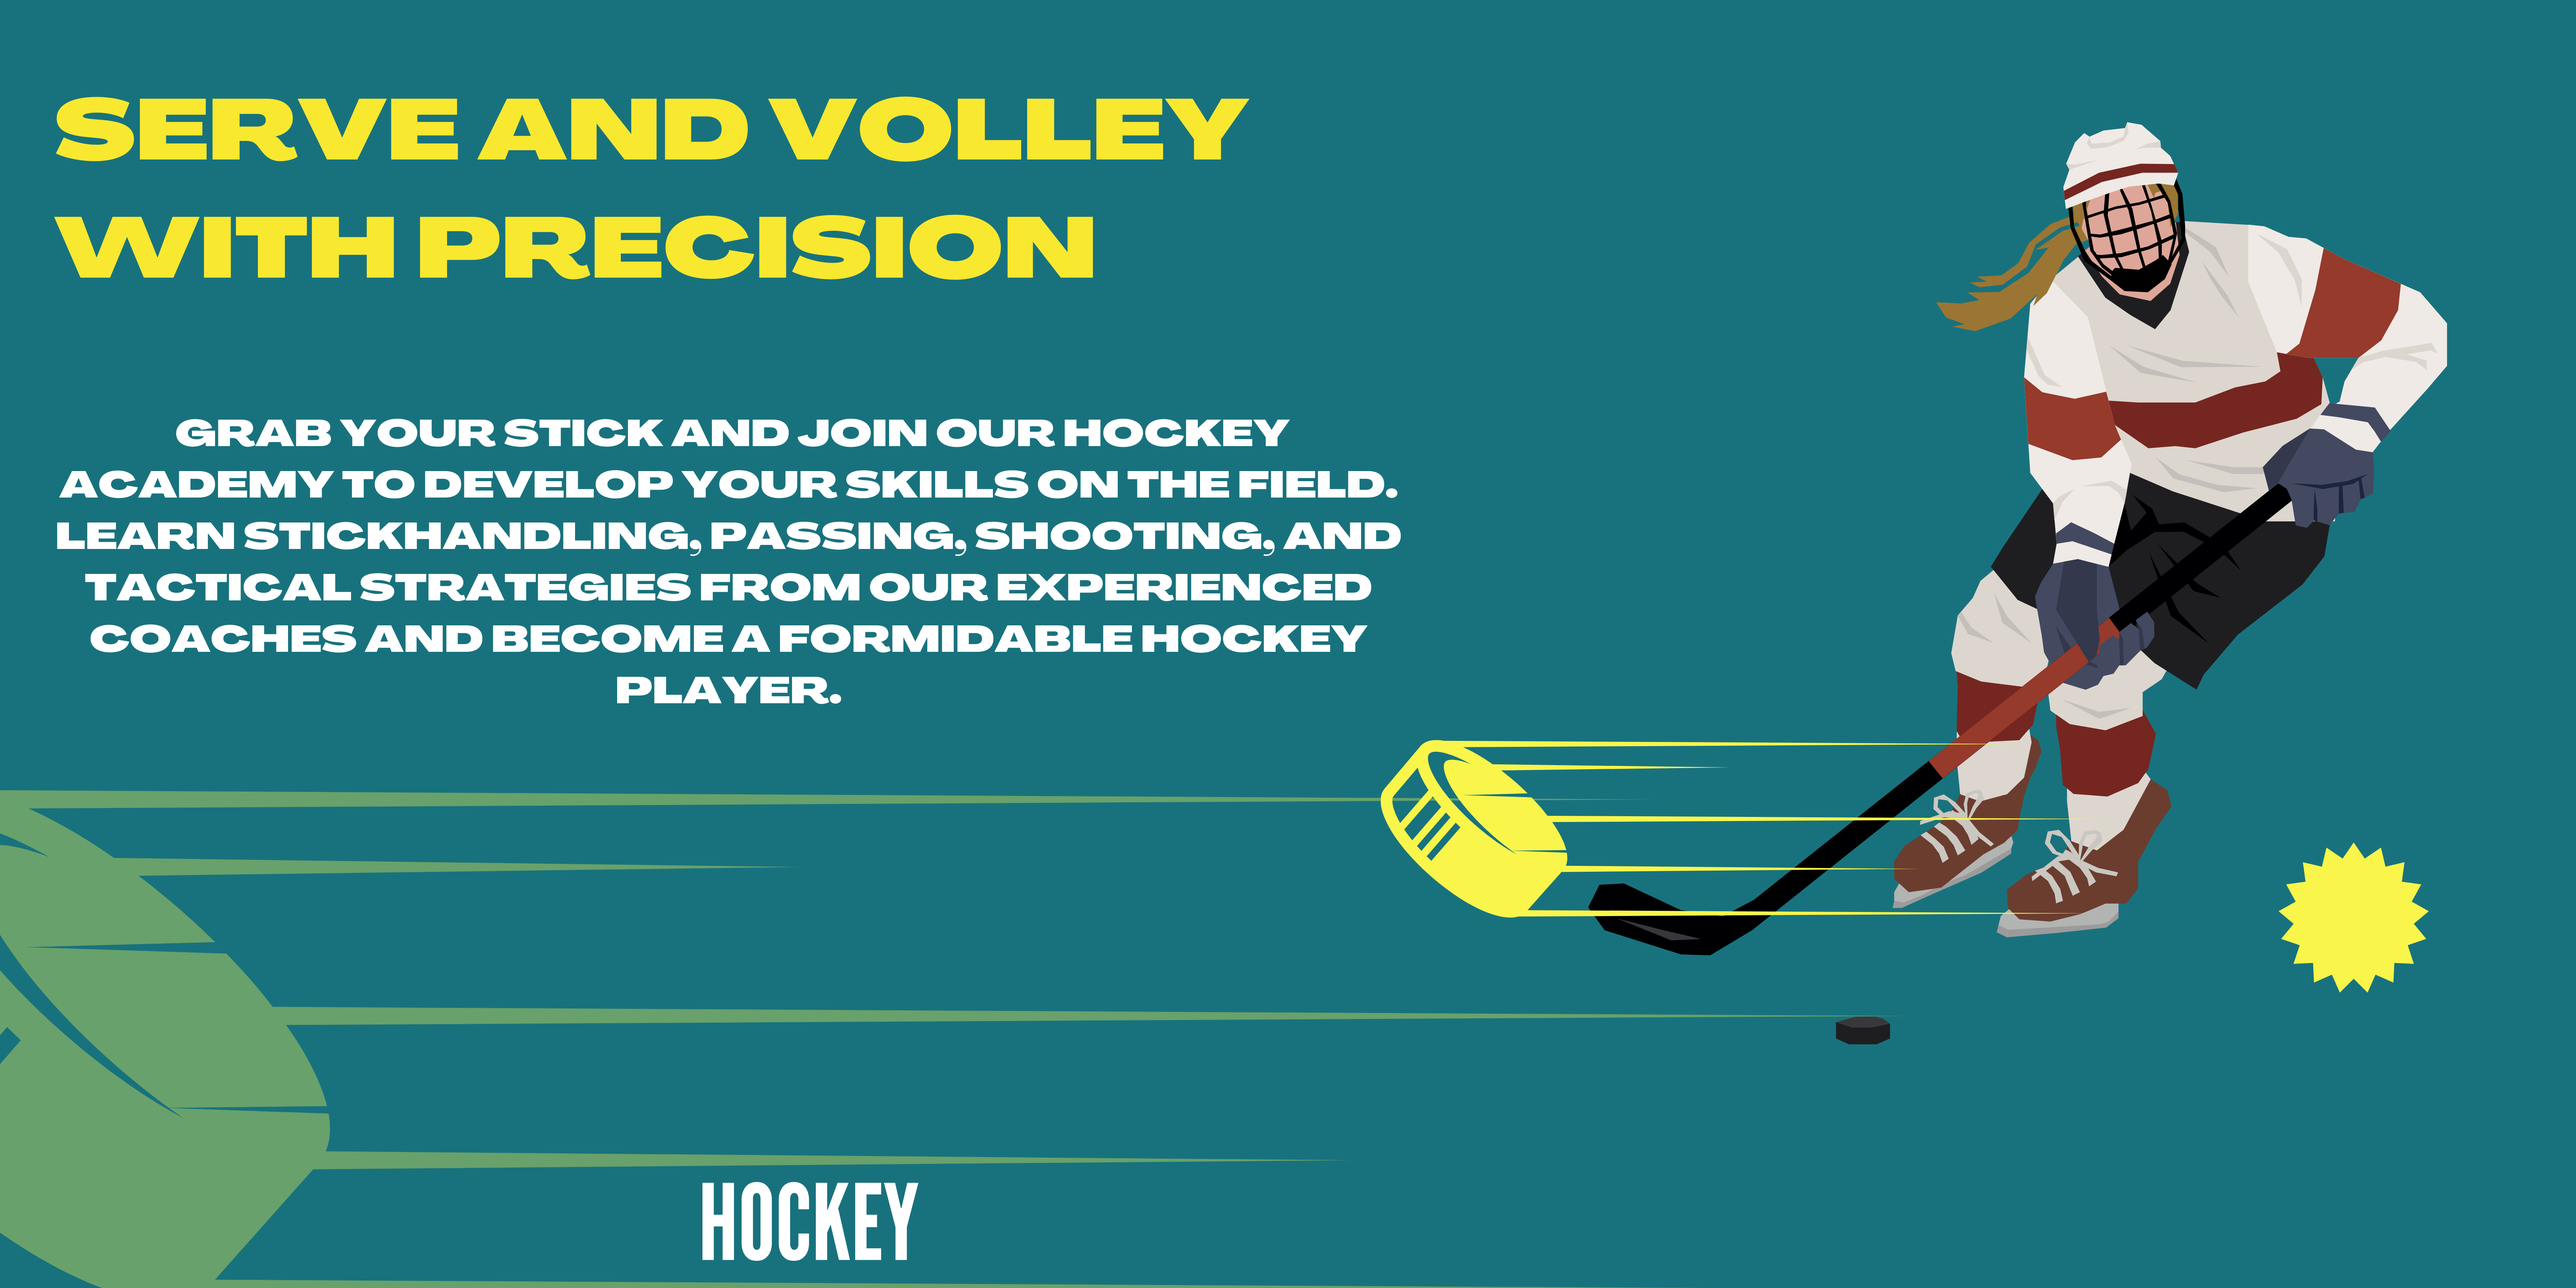 SERVE AND VOLLEY
WITH PRECISION
GRAB YOUR STICK AND JOIN OUR HOCKEY
ACADEMY TO DEVELOP YOUR SKILLS ON THE FIELD.
LEARN STICKHANDLING, PASSING, SHOOTING, AND
TACTICAL STRATEGIES FROM OUR EXPERIENCED
COACHES AND BECOME A FORMIDABLE HOCKEY
PLAYER.
HOCKEY